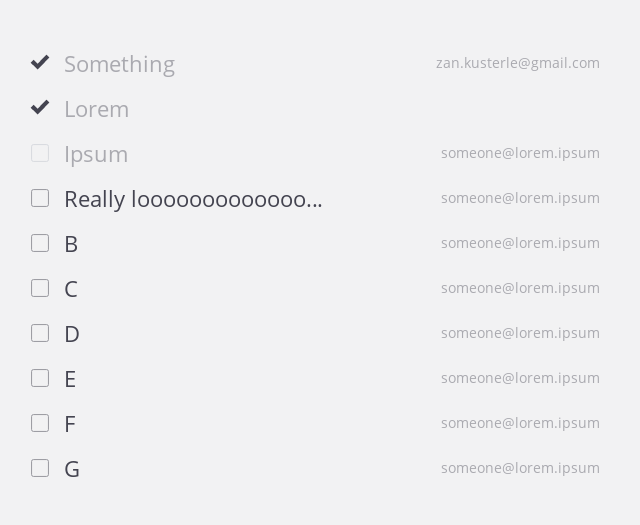 Something zan.kusterle@gmail.com
Lorem
Ipsum someone@lorem.ipsum
Really looooooooooooo... someone@lorem.ipsum
B someone@lorem.ipsum
C someone@lorem.ipsum
D someone@lorem.ipsum
E someone@lorem.ipsum
F someone@lorem.ipsum
G someone@lorem.ipsum